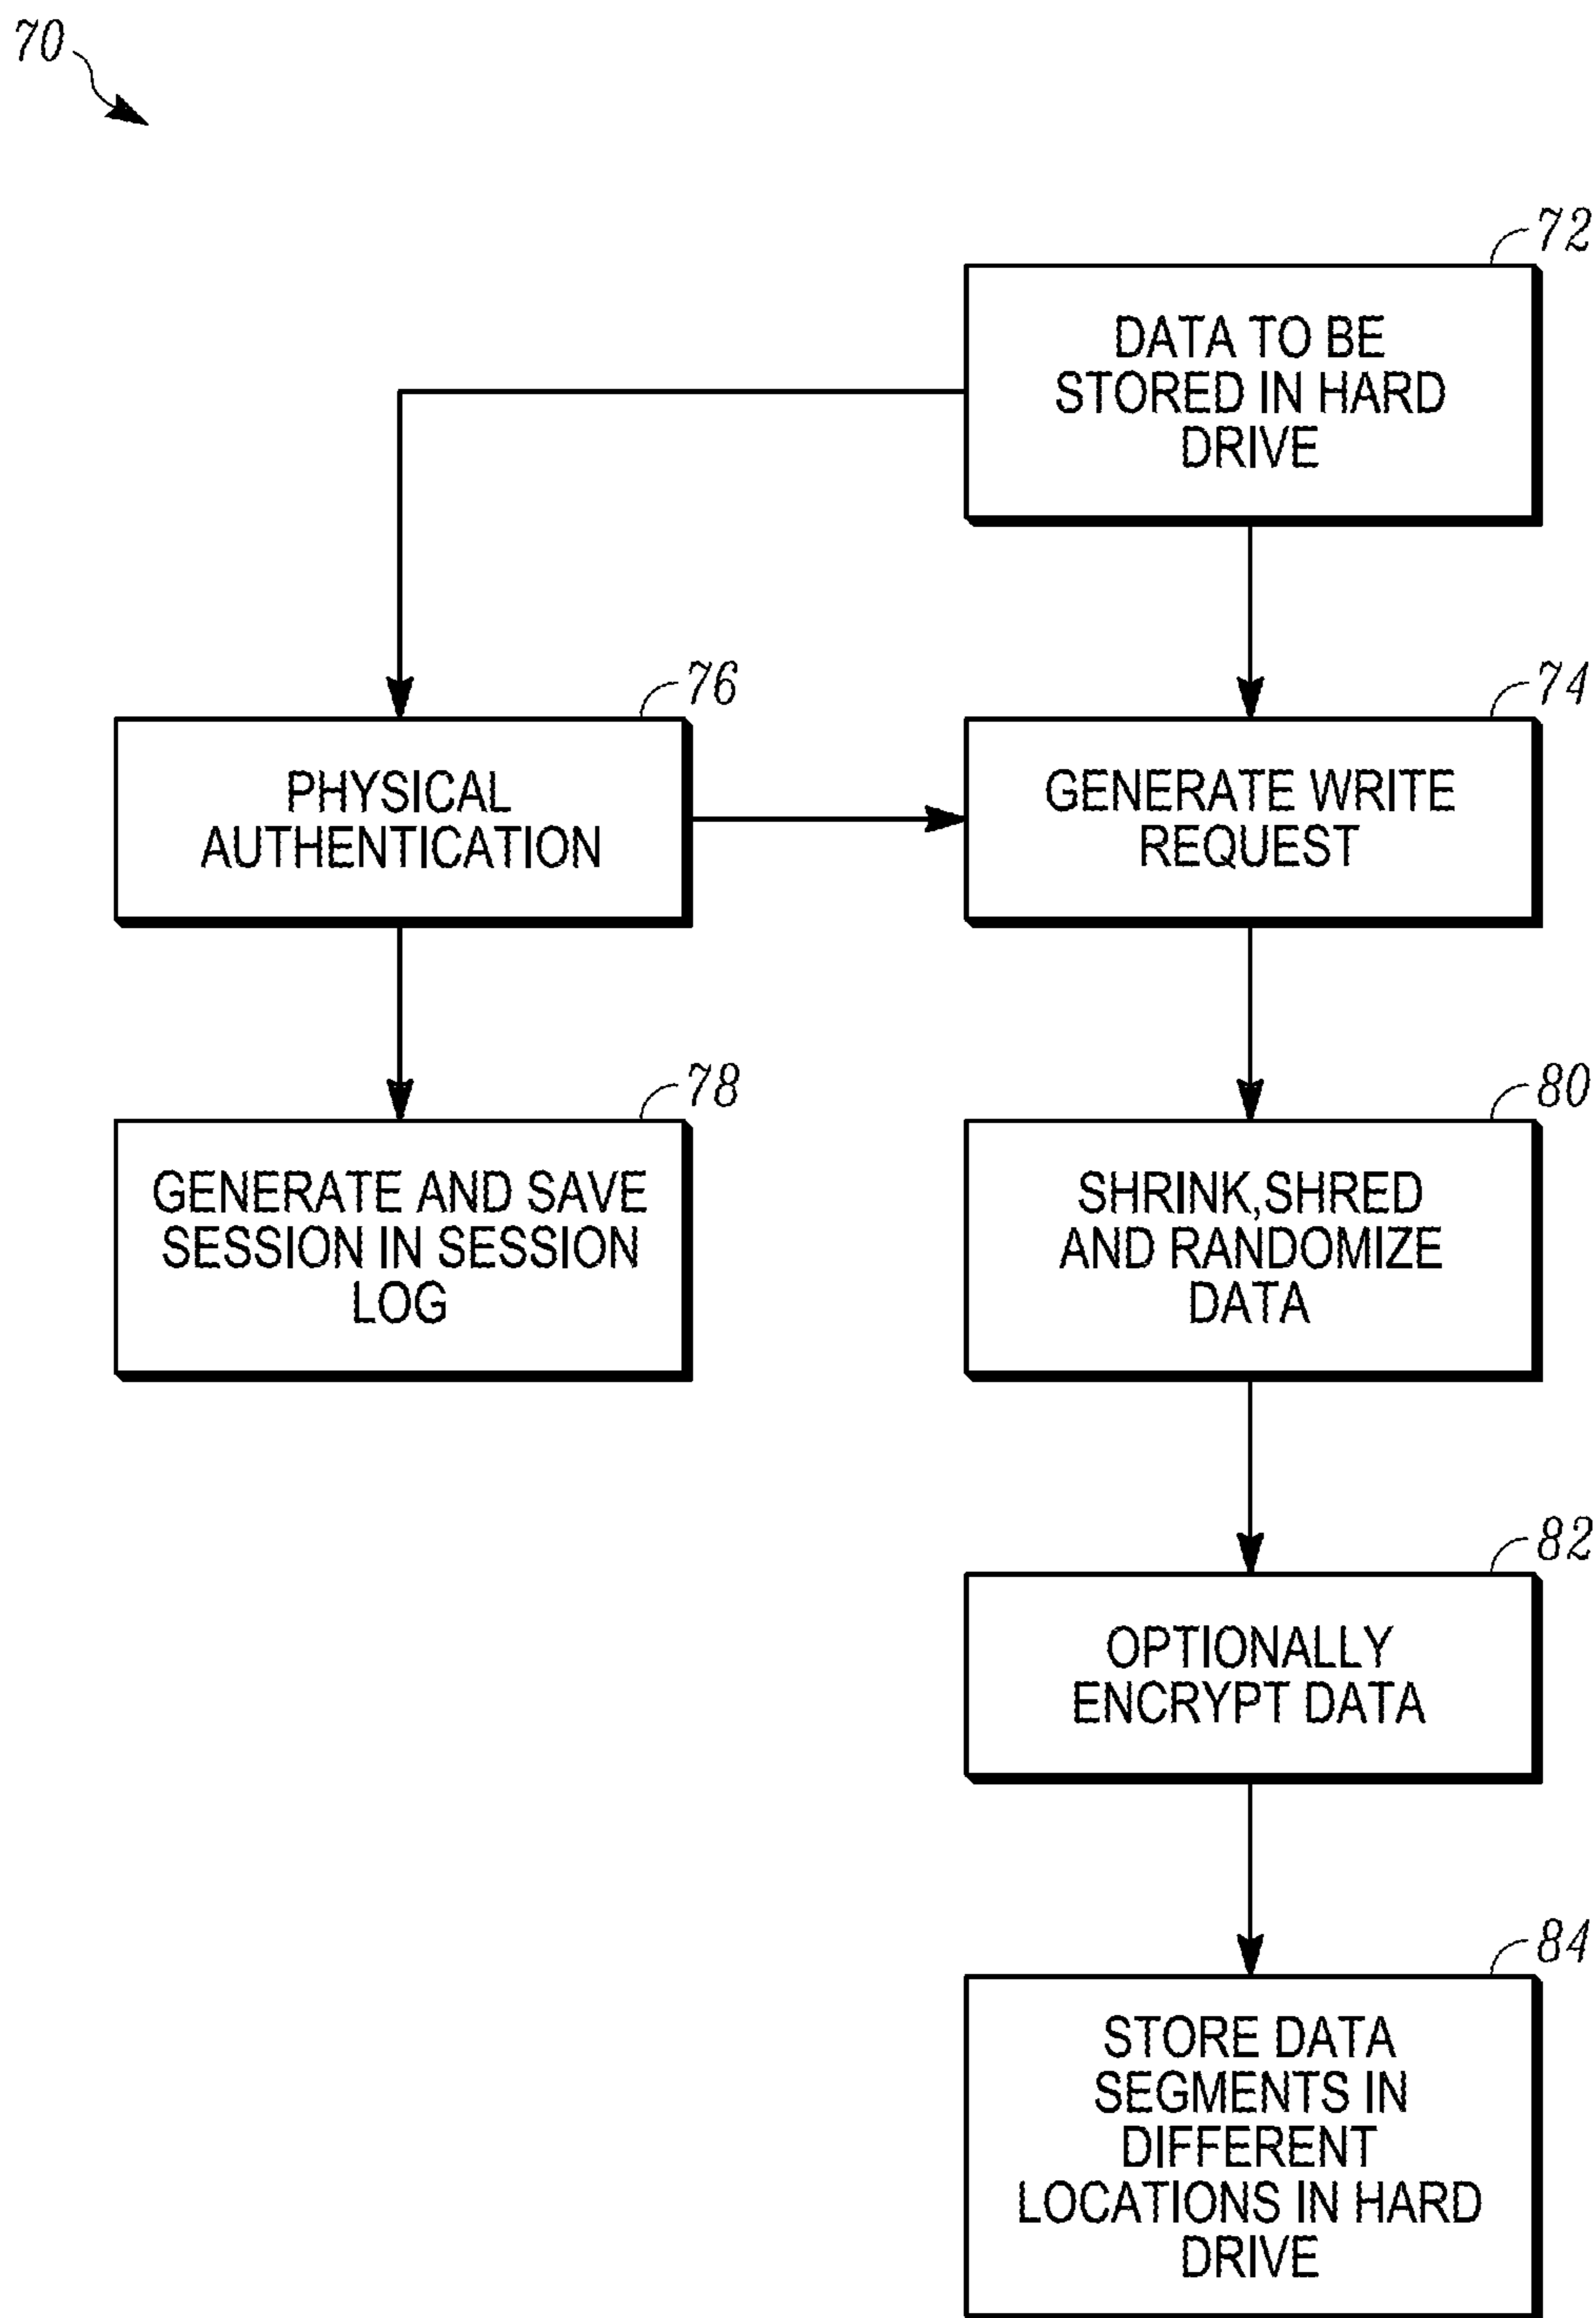 70
72
DATA TO BE
STORED IN HARD
DRIVE
76
PHYSICAL
AUTHENTICATION
74
GENERATE WRITE
REQUEST
78
GENERATE AND SAVE
SESSION IN SESSION
LOG
80
SHRINK,SHRED
AND RANDOMIZE
DATA
82
OPTIONALLY
ENCRYPT DATA
84
STORE DATA
SEGMENTS IN
DIFFERENT
LOCATIONS IN HARD
DRIVE